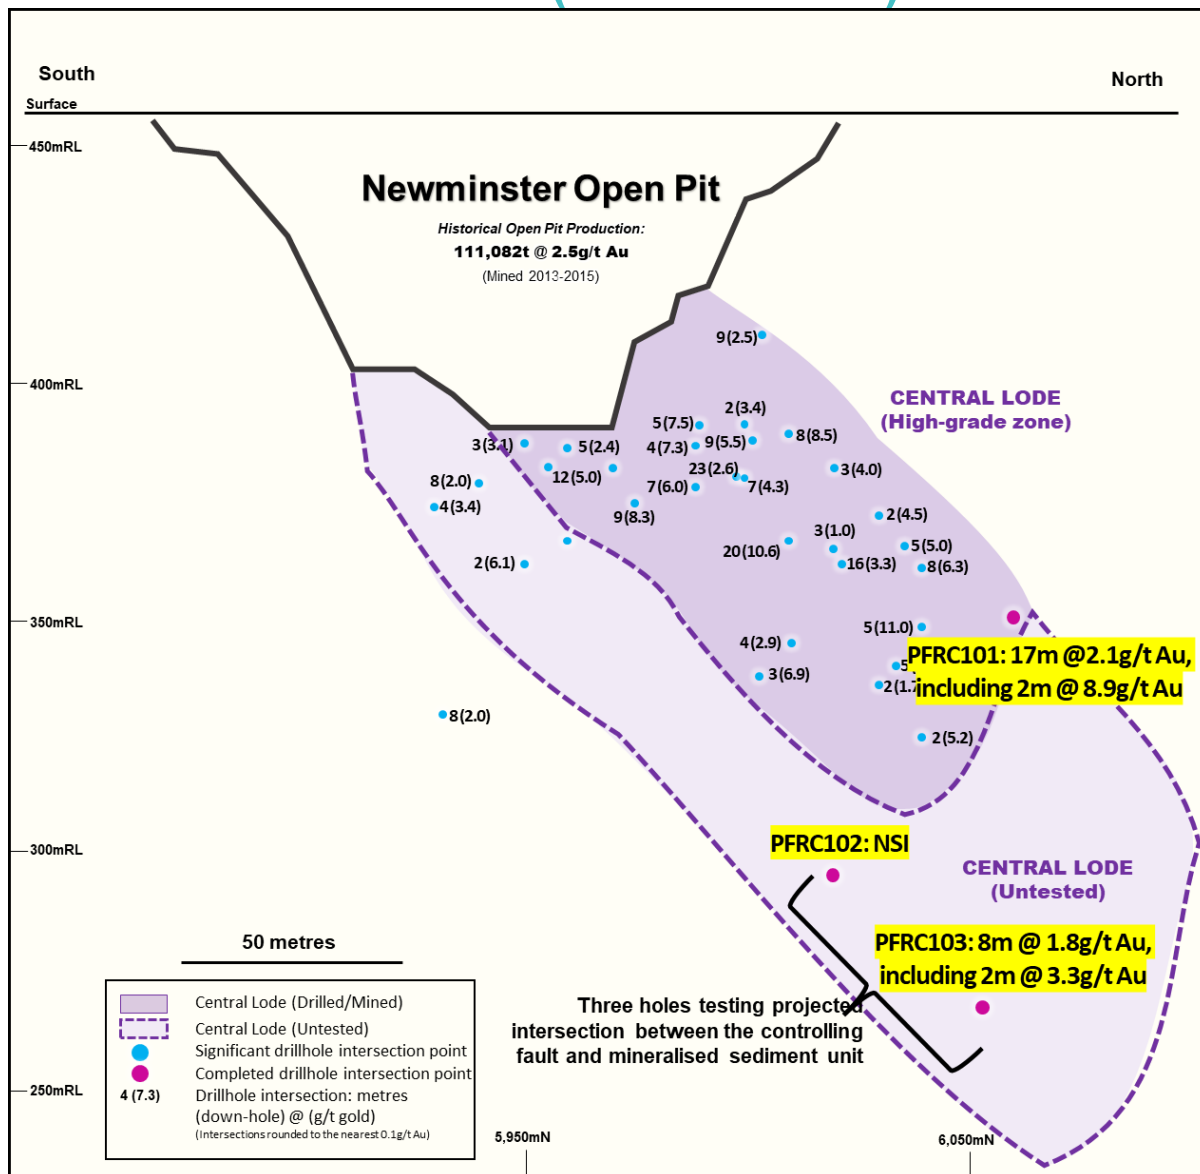 South
North
Surface
450mRL
Newminster Open Pit
Historical Open Pit Production:
111,082t @ 2.5g/t Au
(Mined 2013-2015)
9(2.5)
400mRL
CENTRAL LODE
(High-grade zone)
2(3.4)
5(7.5)
3(3.1)
5(2.4)
4(7.3)
9(5.5)
8(8.5)
12(5.0)
23(2.6)
3(4.0)
8(2.0)
7(6.0)
7(4.3)
4(3.4)
9(8.3)
2(4.5)
3(1.0)
20(10.6)
5(5.0)
2(6.1)
16(3.3)
8(6.3)
350mRL
5(11.0)
4(2.9)
5
PFRC101: 17m @2.1g/t Au,
3(6.9)
2(1.7
including 2m @ 8.9g/t Au
8(2.0)
2(5.2)
300mRL
PFRC102: NSI
CENTRAL LODE
(Untested)
50 metres
PFRC103: 8m @ 1.8g/t Au,
including 2m @ 3.3g/t Au
Three holes testing projected
intersection between the controlling
fault and mineralised sediment unit
Central Lode (Drilled/Mined)
Central Lode (Untested)
Significant drillhole intersection point
Completed drillhole intersection point
4 (7.3) Drillhole intersection: metres
(down-hole) @ (g/t gold)
(Intersections rounded to the nearest 0.1g/t Au)
250mRL
5,950mN
6,050mN